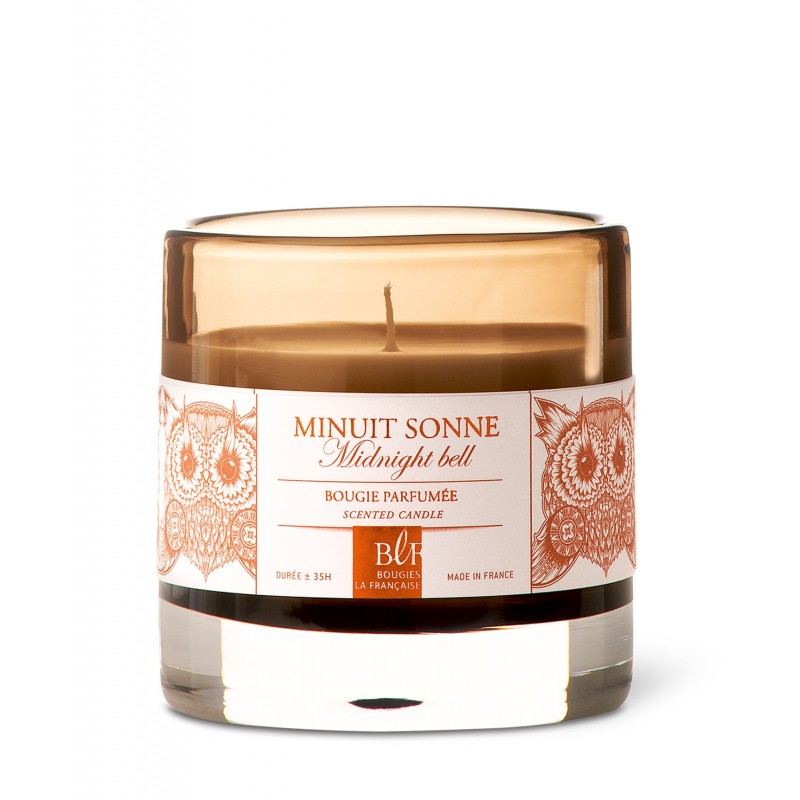 MINUIT SONNE
Midnight bell
BOUGIE PARFUMÉE
SCENTED CANDLE
DURÉE ± 35H
BlF
BOUGIES
LA FRANÇAISE
MADE IN FRANCE